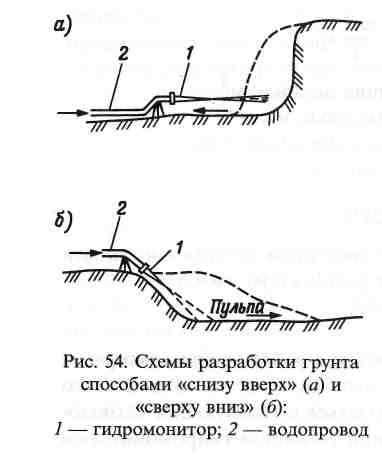 а)
2
1
б)
2
1
Пульпа
Рис. 54. Схемы разработки грунта
способами «снизу вверх» (а) и
«сверху вниз» (б):
1 — гидромонитор; 2 — водопровод